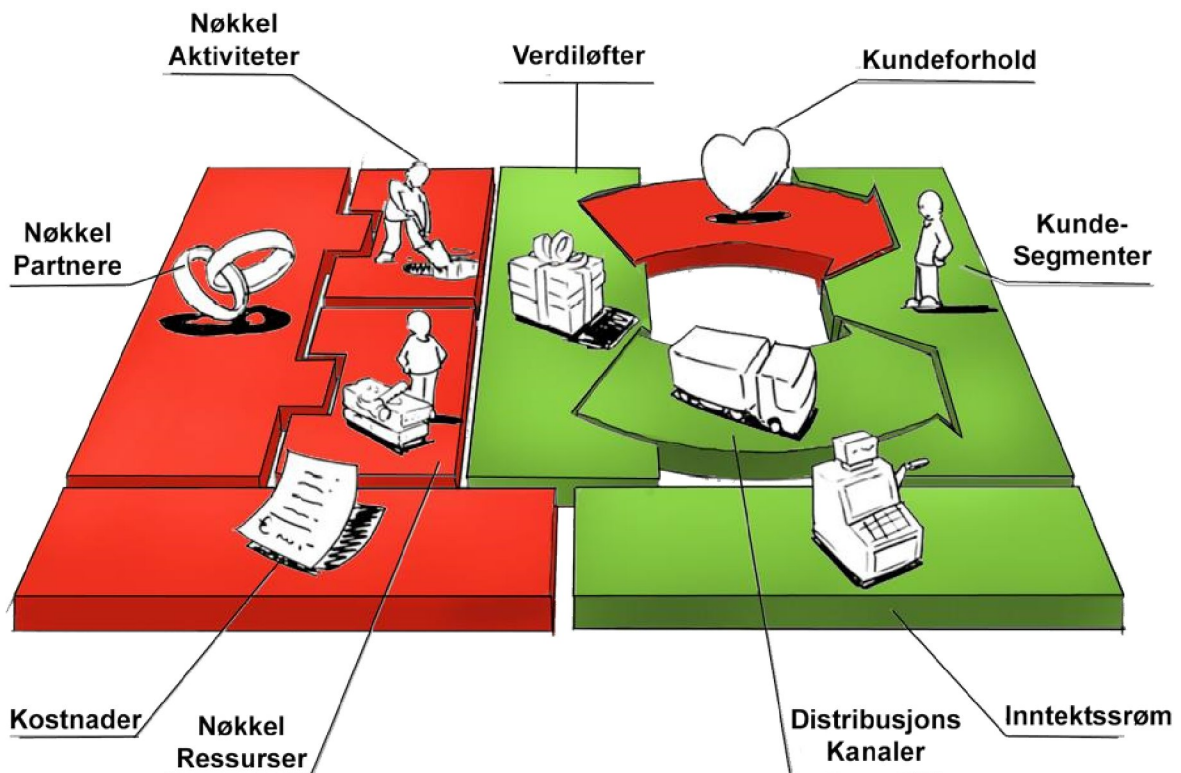 Nøkkel
Aktiviteter
Verdiløfter
Kundeforhold
Nøkkel
Partnere
Kunde-
Segmenter
€
Kostnader
Nøkkel
Ressurser
Distribusjons
Kanaler
Inntektssrøm